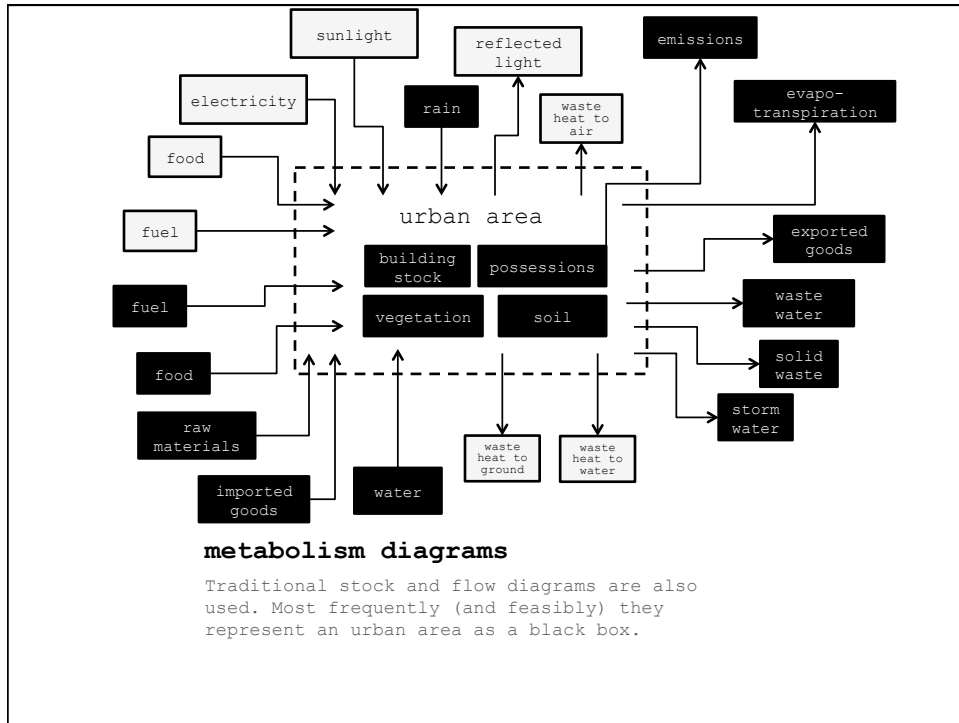 sunlight
reflected
light
emissions
electricity
rain
waste
heat to
air
evapo-
transpiration
food
urban area
fuel
exported
goods
building
stock
possessions
fuel
waste
water
vegetation
soil
food
solid
waste
raw
materials
storm
water
waste
heat to
ground
waste
heat to
water
imported
goods
water
metabolism diagrams
Traditional stock and flow diagrams are also
used. Most frequently (and feasibly) they
represent an urban area as a black box.